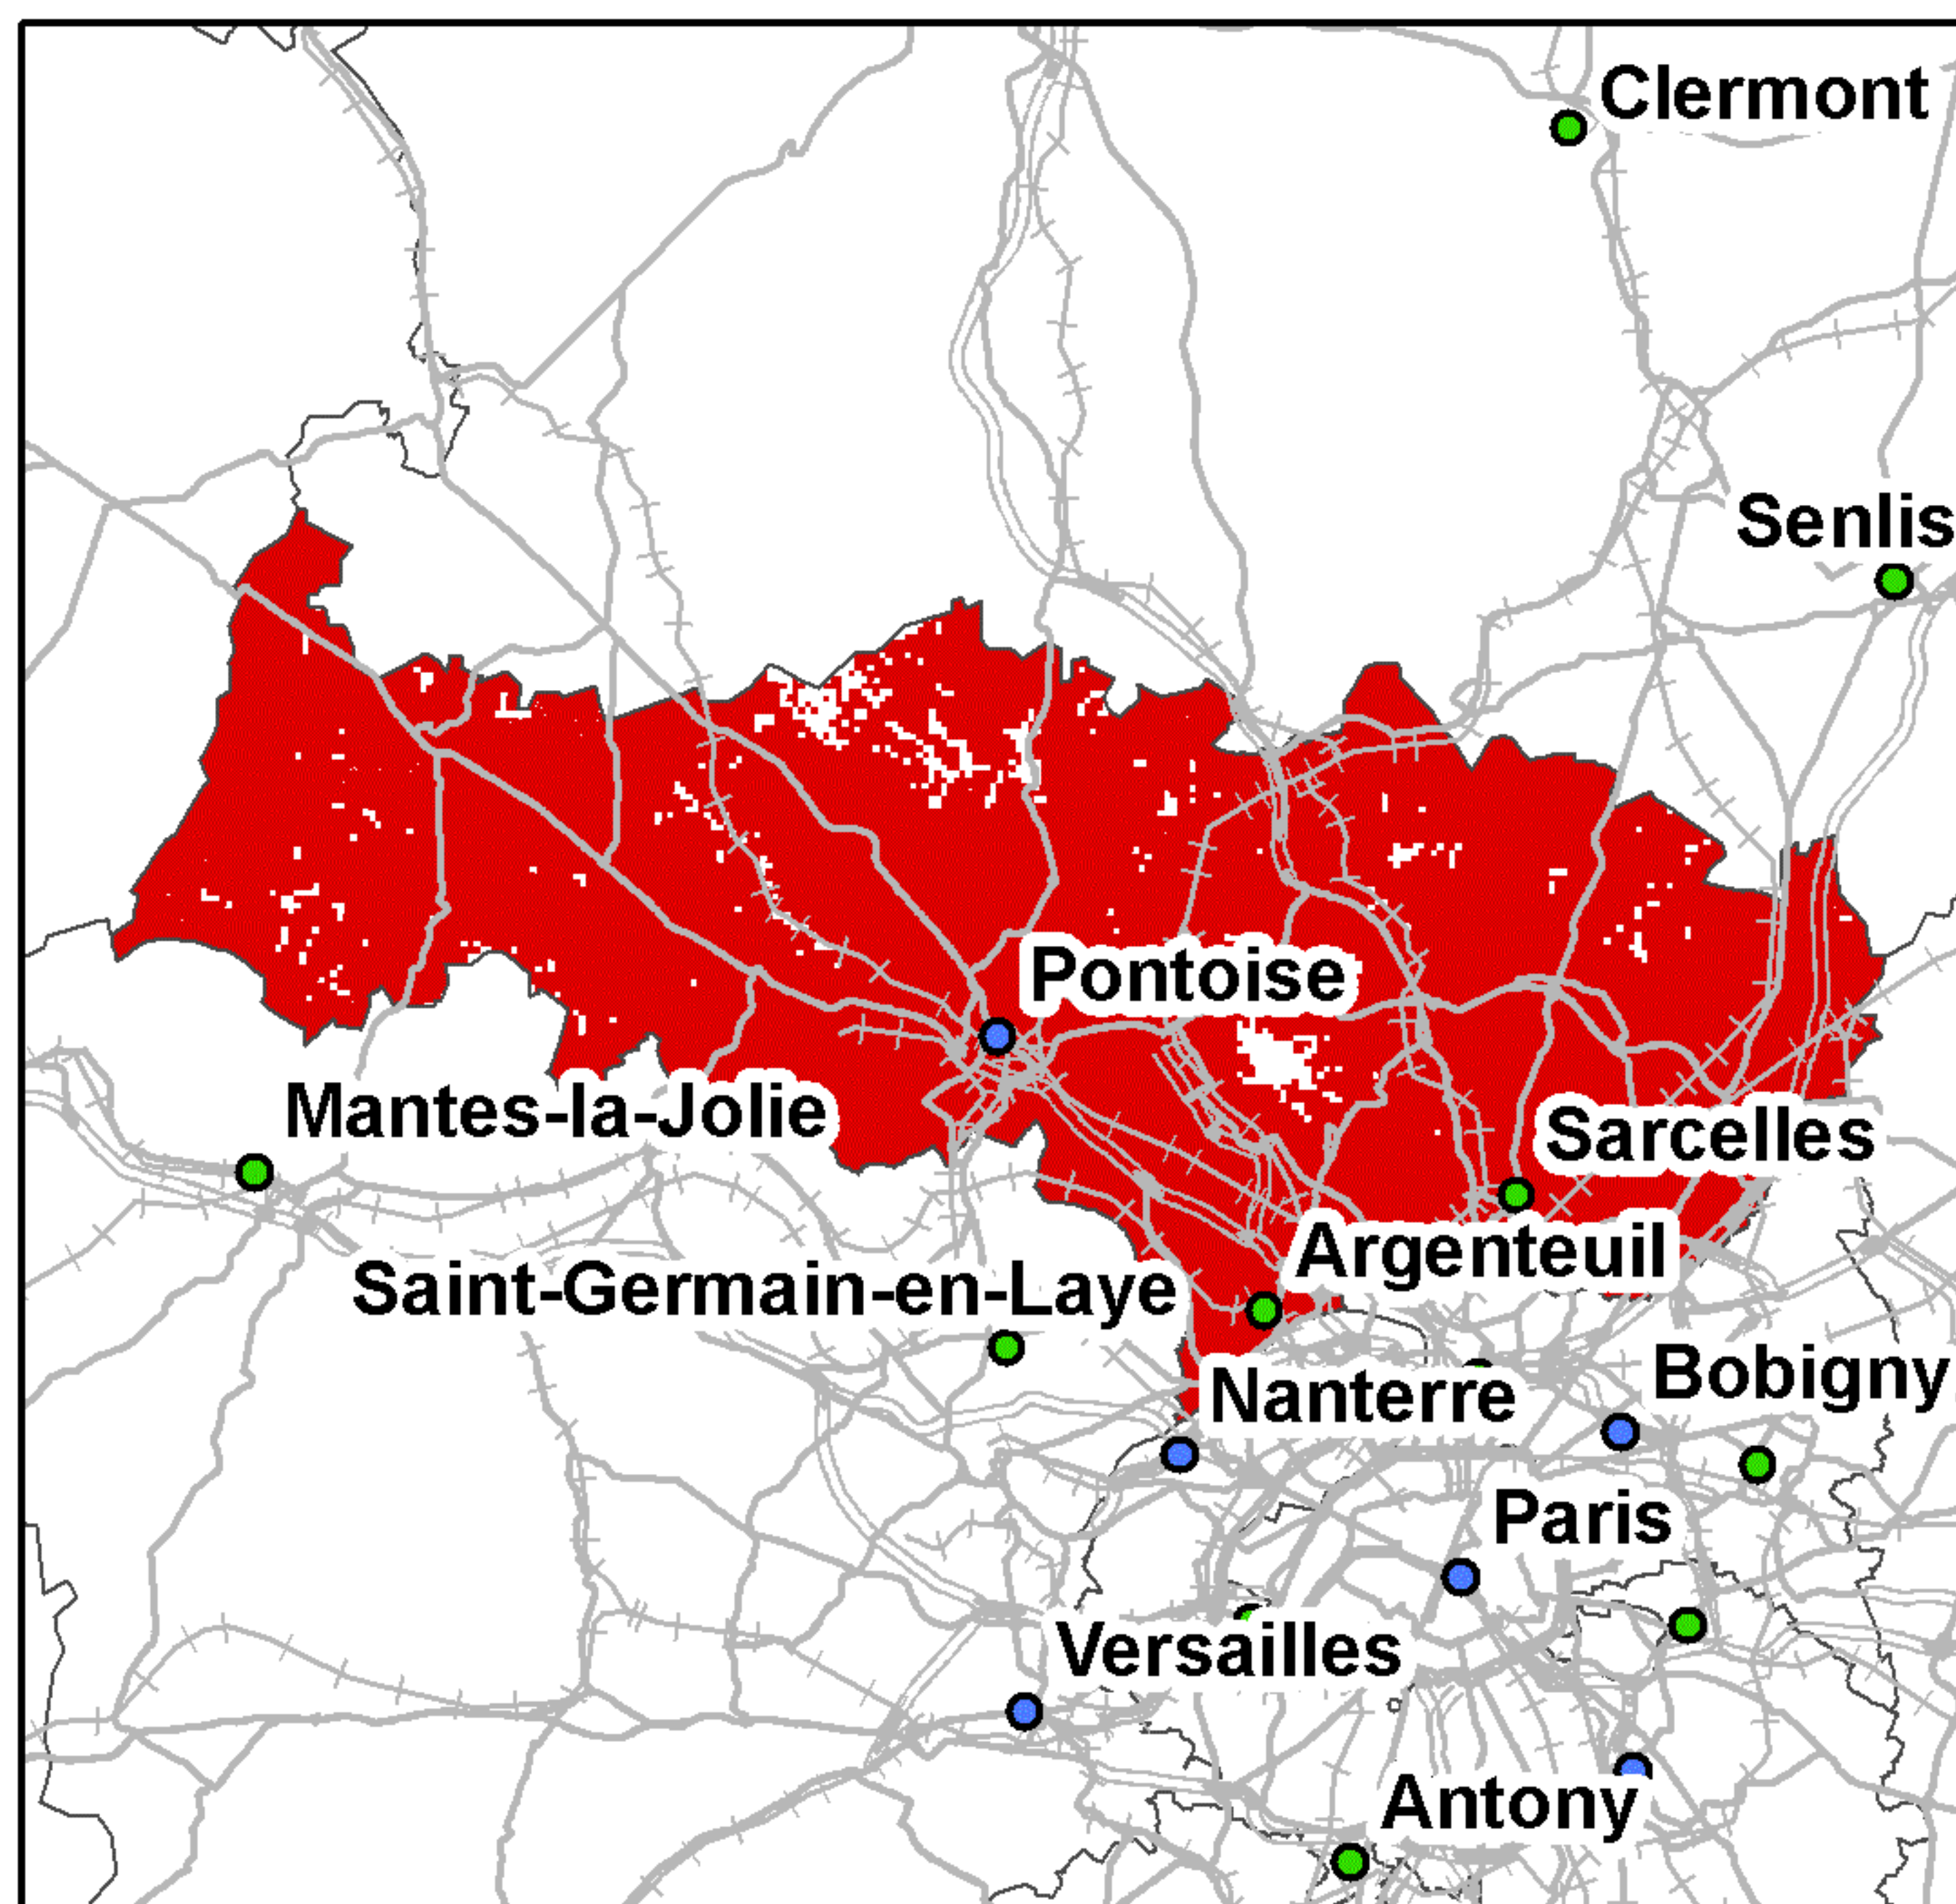 Clermont
Senlis
Pontoise
Mantes-la-Jolie
Sarcelles
Argenteuil
Saint-Germain-en-Laye
Bobigny
Nanterre
Paris
Versailles
Antony